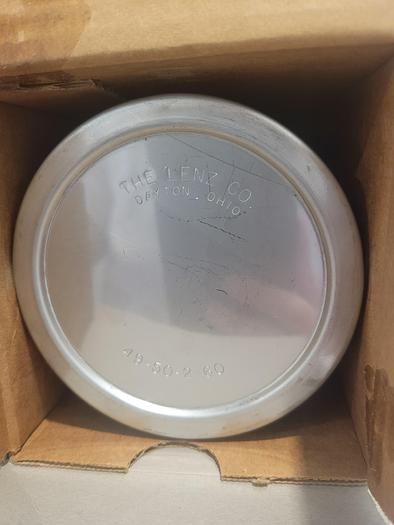 THE LENZ CO.
DAYTON, OHIO
49-50-2-60